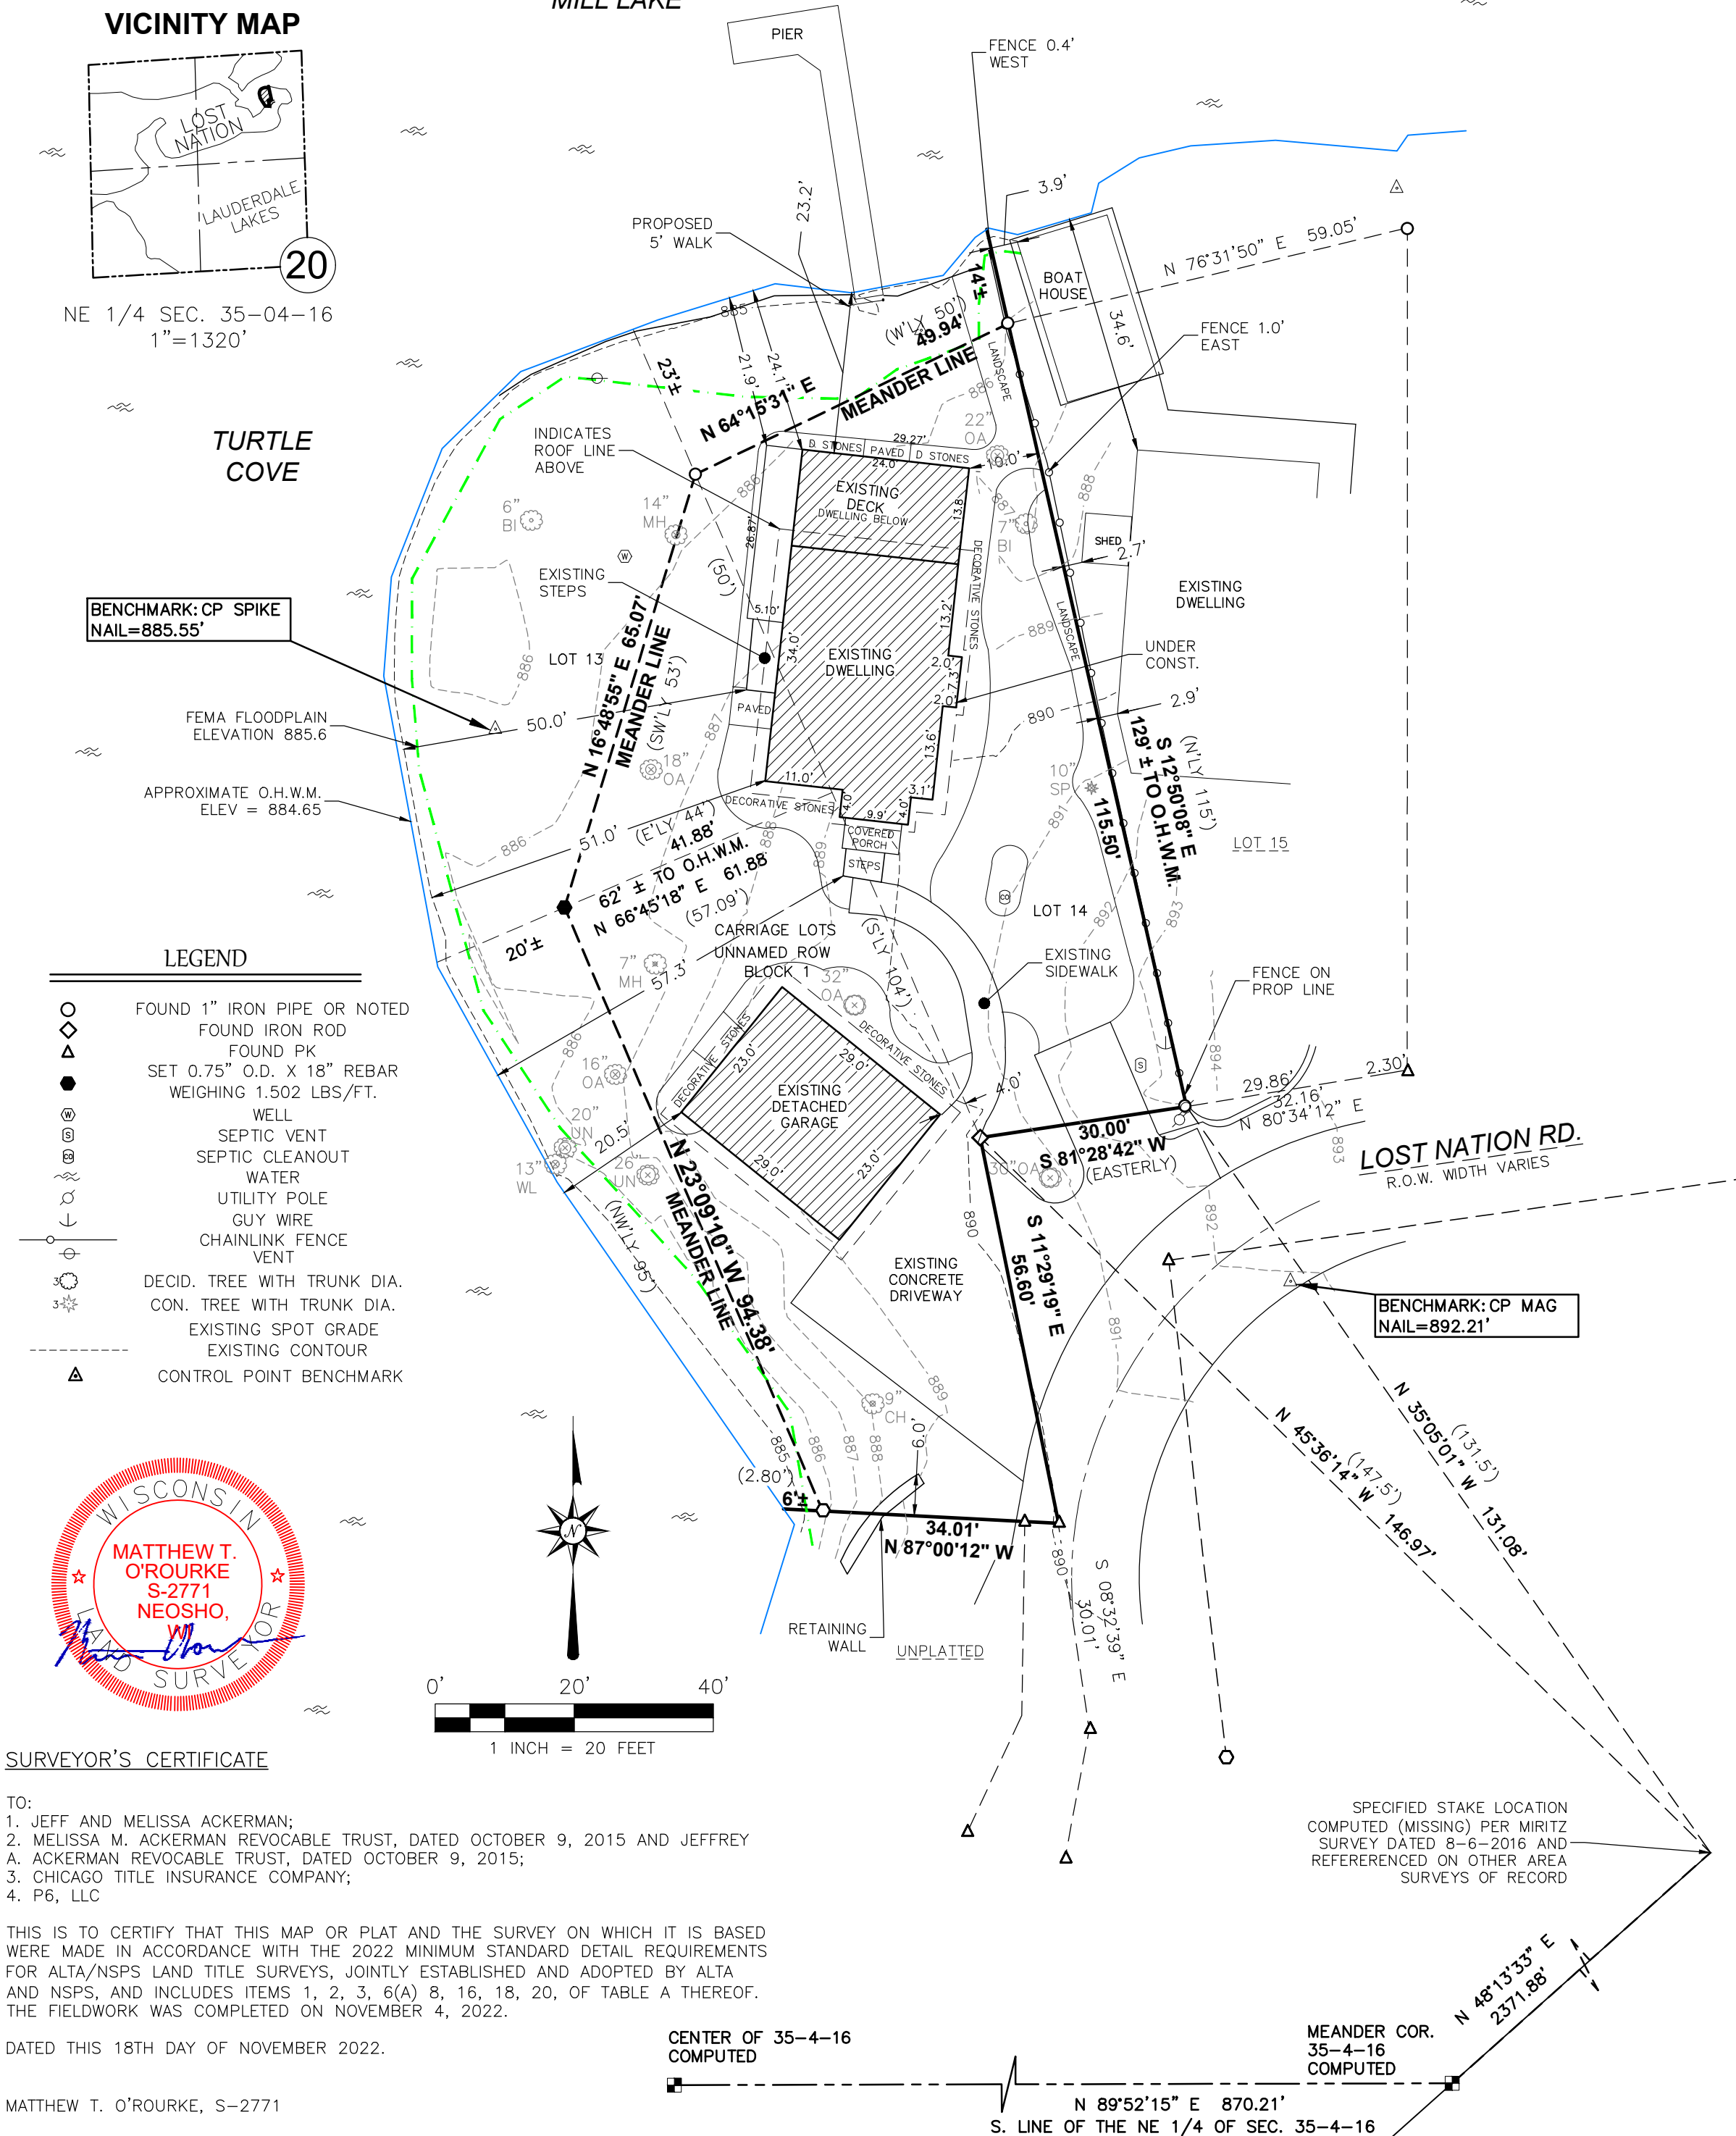 MILL LAKE
VICINITY MAP
LOST
NATION
LAUDERDALE
LAKES
20
NE 1/4 SEC. 35-04-16
1"=1320'
PIER
FENCE 0.4'
WEST
3.9'
23.2'
PROPOSED
5' WALK
N 76°31'50" E 59.05'
BOAT
HOUSE
34.6'
14'±
(W'LY 50')
49.94'
N 64°15'31" E
MEANDER LINE
885
21.9'
24.1'
23'±
FENCE 1.0'
EAST
LANDSCAPE
886
22"
OA
TURTLE
COVE
INDICATES
ROOF LINE
ABOVE
D. STONES
PAVED
D STONES
29.27'
24.0'
10.0'
EXISTING
DECK
DWELLING BELOW
13.8
26.87'
886
887
888
7"
BI
6"
BI
14"
MH
SHED
2.7'
EXISTING
DWELLING
(50')
EXISTING
STEPS
5.10'
34.0'
13.2'
DECORATIVE STONES
LANDSCAPE
889
BENCHMARK: CP SPIKE
NAIL=885.55'
LOT 13
886
N 16°48'55" E 65.07'
MEANDER LINE
(SW'LY 53')
EXISTING
DWELLING
2.0'
7.3'
2.0'
UNDER
CONST.
2.9'
890
PAVED
887
FEMA FLOODPLAIN
ELEVATION 885.6
50.0'
18"
OA
13.6'
3.1'
11.0'
4.0'
9.9'
4.0'
10"
SP
S 12°50'08" E
129' ± TO O.H.W.M.
(N'LY 115')
115.50'
APPROXIMATE O.H.W.M.
ELEV = 884.65
DECORATIVE STONES
COVERED
PORCH
STEPS
886
51.0'
(E'LY 44')
41.88'
62' ± TO O.H.W.M.
N 66°45'18" E 61.88'
(57.09')
888
889
891
LOT 15
20'±
CARRIAGE LOTS
UNNAMED ROW
BLOCK 1
(S'LY 104')
LOT 14
892
893
7"
MH
57.3'
32"
OA
EXISTING
SIDEWALK
FENCE ON
PROP LINE
LEGEND
FOUND 1" IRON PIPE OR NOTED
FOUND IRON ROD
FOUND PK
SET 0.75" O.D. X 18" REBAR
WEIGHING 1.502 LBS/FT.
WELL
SEPTIC VENT
SEPTIC CLEANOUT
WATER
UTILITY POLE
GUY WIRE
CHAINLINK FENCE
VENT
DECID. TREE WITH TRUNK DIA.
CON. TREE WITH TRUNK DIA.
EXISTING SPOT GRADE
EXISTING CONTOUR
CONTROL POINT BENCHMARK
886
16"
OA
DECORATIVE STONES
23.0'
29.0'
DECORATIVE STONES
EXISTING
DETACHED
GARAGE
4.0'
894
29.86'
2.30'
32.16'
N 80°34'12" E
20"
UN
13"
WL
20.5'
26"
UN
29.0'
23.0'
30.00'
S 81°28'42" W
(EASTERLY)
30"OA
893
LOST NATION RD.
R.O.W. WIDTH VARIES
(NW'LY 95')
N 23°09'10" W 94.38'
MEANDER LINE
890
892
S 11°29'19" E
56.60'
EXISTING
CONCRETE
DRIVEWAY
BENCHMARK: CP MAG
NAIL=892.21'
891
889
9"
CH
6.0'
885
886
887
888
(2.80')
6'±
34.01'
N 87°00'12" W
890
N 35°05'01" W 131.08'
(131.5')
N 45°36'14" W 146.97'
(147.5')
S 08°32'39" E
30.01'
RETAINING
WALL
UNPLATTED
WISCONSIN
LAND SURVEYOR
MATTHEW T.
O'ROURKE
S-2771
NEOSHO,
WI
N
0' 20' 40'
1 INCH = 20 FEET
SPECIFIED STAKE LOCATION
COMPUTED (MISSING) PER MIRITZ
SURVEY DATED 8-6-2016 AND
REFERERENCED ON OTHER AREA
SURVEYS OF RECORD
SURVEYOR'S CERTIFICATE
TO:
1. JEFF AND MELISSA ACKERMAN;
2. MELISSA M. ACKERMAN REVOCABLE TRUST, DATED OCTOBER 9, 2015 AND JEFFREY
A. ACKERMAN REVOCABLE TRUST, DATED OCTOBER 9, 2015;
3. CHICAGO TITLE INSURANCE COMPANY;
4. P6, LLC
THIS IS TO CERTIFY THAT THIS MAP OR PLAT AND THE SURVEY ON WHICH IT IS BASED
WERE MADE IN ACCORDANCE WITH THE 2022 MINIMUM STANDARD DETAIL REQUIREMENTS
FOR ALTA/NSPS LAND TITLE SURVEYS, JOINTLY ESTABLISHED AND ADOPTED BY ALTA
AND NSPS, AND INCLUDES ITEMS 1, 2, 3, 6(A) 8, 16, 18, 20, OF TABLE A THEREOF.
THE FIELDWORK WAS COMPLETED ON NOVEMBER 4, 2022.
DATED THIS 18TH DAY OF NOVEMBER 2022.
MATTHEW T. O'ROURKE, S-2771
N 48°13'33" E
2371.88'
CENTER OF 35-4-16
COMPUTED
MEANDER COR.
35-4-16
COMPUTED
N 89°52'15" E 870.21'
S. LINE OF THE NE 1/4 OF SEC. 35-4-16